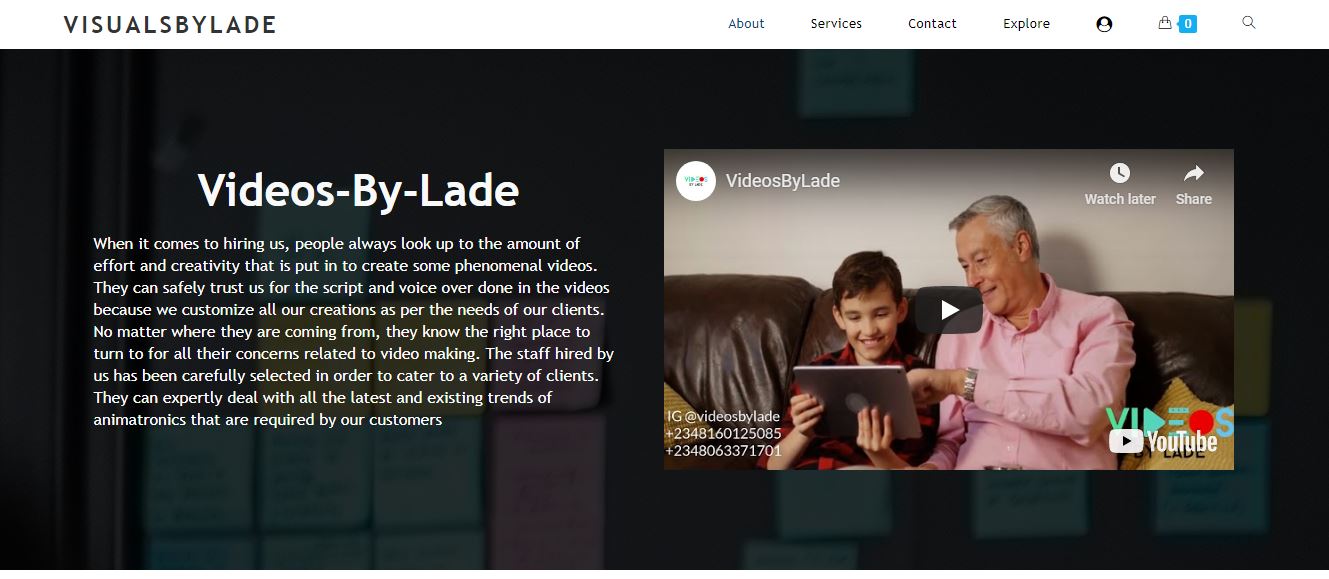 VISUALSBYLADE
About
Services
Contact
Explore
0
Videos-By-Lade
When it comes to hiring us, people always look up to the amount of
effort and creativity that is put in to create some phenomenal videos.
They can safely trust us for the script and voice over done in the videos
because we customize all our creations as per the needs of our clients.
No matter where they are coming from, they know the right place to
turn to for all their concerns related to video making. The staff hired by
us has been carefully selected in order to cater to a variety of clients.
They can expertly deal with all the latest and existing trends of
animatronics that are required by our customers
VIDEOS
BY LADE
VideosByLade
Watch later
Share
IG @videosbylade
+2348160125085
+2348063371701
VIDEOS
BY LADE
YouTube